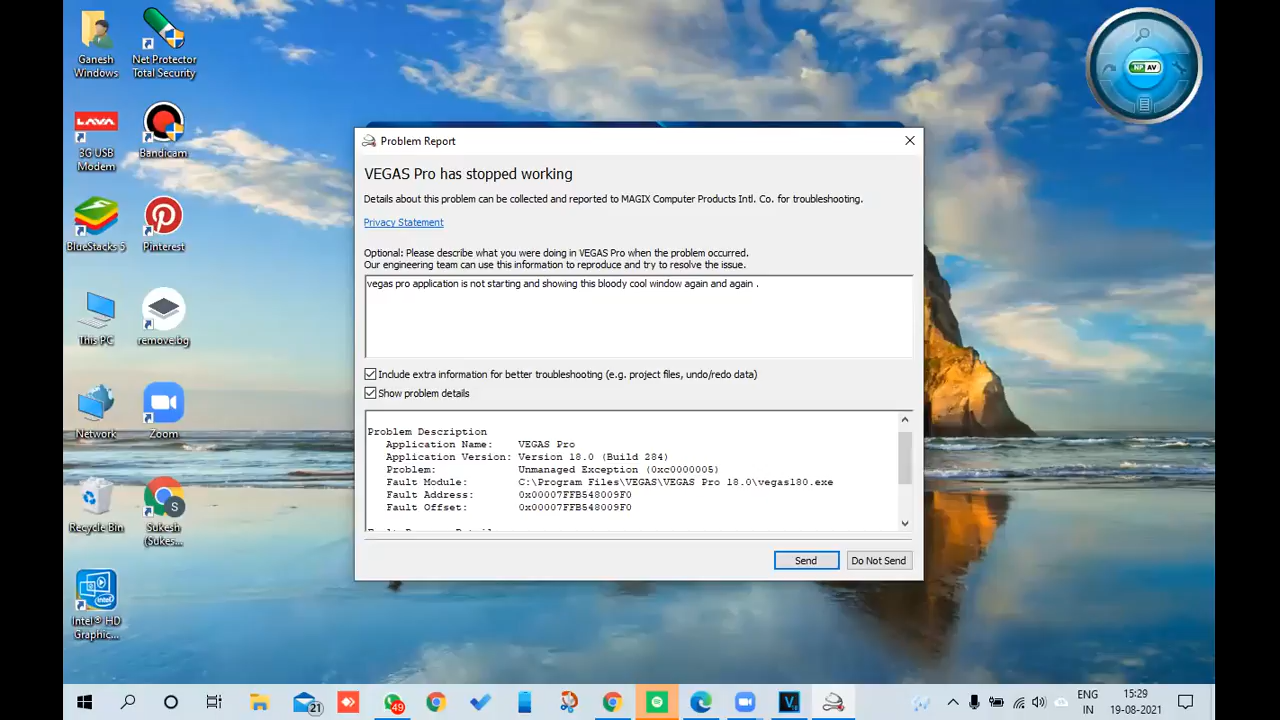 Ganesh
Windows
Net Protector
Total Security
NP AV
LAVA
3G USB
Modem
Bandicam
BlueStacks 5
Pinterest
This PC
remove.bg
Network
Zoom
Recycle Bin
S
Sukesh
(Sukes...
intel
Intel® HD
Graphic...
Problem Report
VEGAS Pro has stopped working
Details about this problem can be collected and reported to MAGIX Computer Products Intl. Co. for troubleshooting.
Privacy Statement
Optional: Please describe what you were doing in VEGAS Pro when the problem occurred.
Our engineering team can use this information to reproduce and try to resolve the issue.
vegas pro application is not starting and showing this bloody cool window again and again .
Include extra information for better troubleshooting (e.g. project files, undo/redo data)
Show problem details
Problem Description
Application Name: VEGAS Pro
Application Version: Version 18.0 (Build 284)
Problem: Unmanaged Exception (0xc0000005)
Fault Module: C:\Program Files\VEGAS\VEGAS Pro 18.0\vegas180.exe
Fault Address: 0x00007FFB548009F0
Fault Offset: 0x00007FFB548009F0
Send
Do Not Send
21
49
V
ENG
IN
15:29
19-08-2021